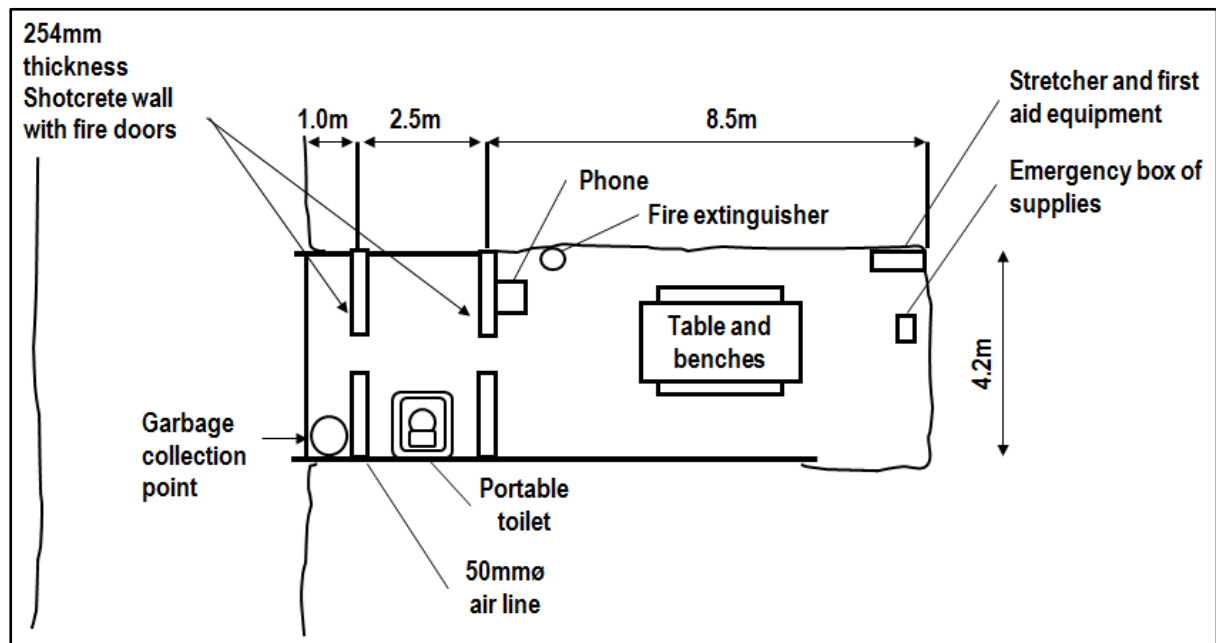 254mm
thickness
Shotcrete wall
with fire doors
1.0m
2.5m
8.5m
Stretcher and first
aid equipment
Emergency box of
supplies
Phone
Fire extinguisher
Table and
benches
4.2m
Garbage
collection
point
Portable
toilet
50mmø
air line